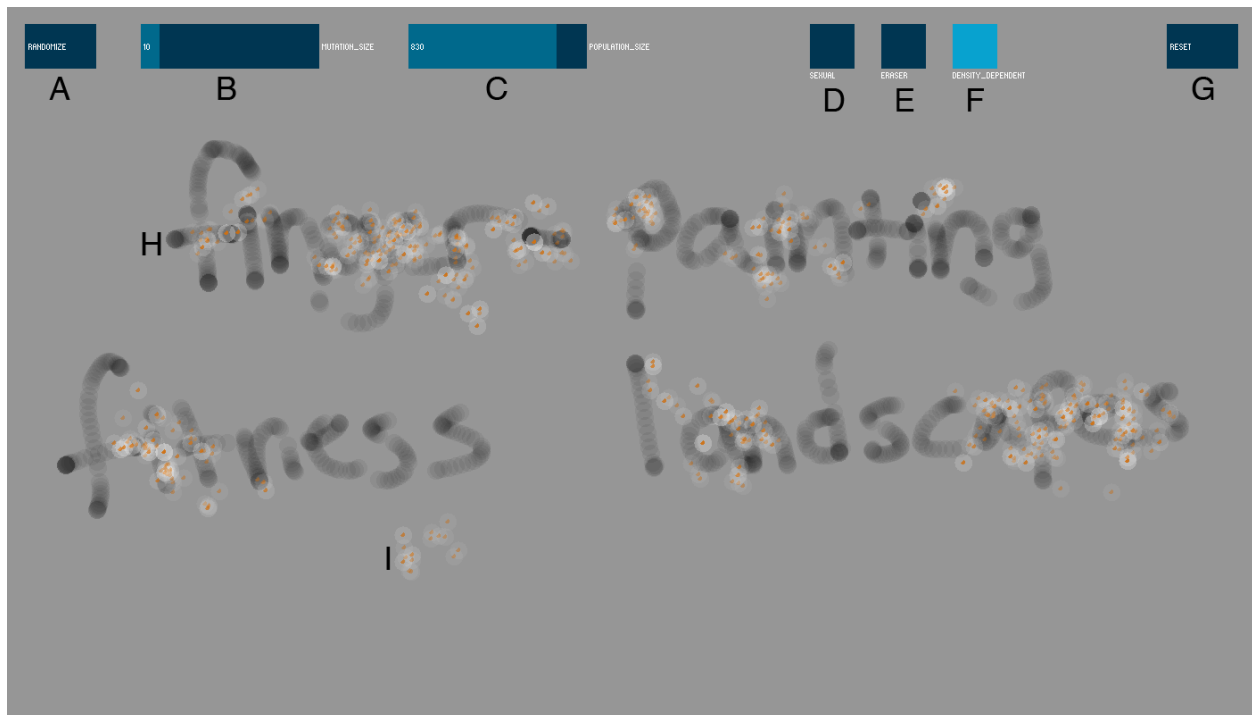 RANDOMIZE 10 MUTATION_SIZE 830 POPULATION_SIZE SEXUAL ERASER DENSITY_DEPENDENT RESET
A B C D E F G
H finger painting
fitness landscapes
I